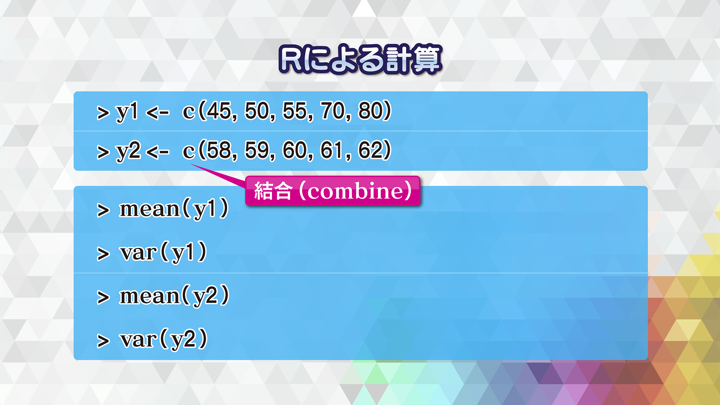 Rによる計算
> y1 <- c(45, 50, 55, 70, 80)
> y2 <- c(58, 59, 60, 61, 62)
結合(combine)
> mean(y1)
> var(y1)
> mean(y2)
> var(y2)